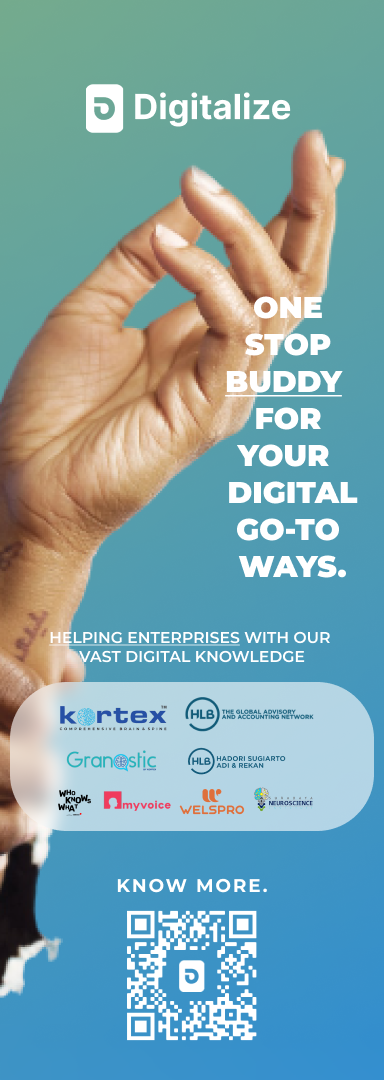 Digitalize
ONE
STOP
BUDDY
FOR
YOUR
DIGITAL
GO-TO
WAYS.
HELPING ENTERPRISES WITH OUR
VAST DIGITAL KNOWLEDGE
kortex TM
COMPREHENSIVE BRAIN & SPINE
HLB THE GLOBAL ADVISORY
AND ACCOUNTING NETWORK
Granostic
HLB HADORI SUGIARTO
ADI & REKAN
WHO
KNOWS
WHAT
myvoice
WELSPRO
NEUROSCIENCE
KNOW MORE.